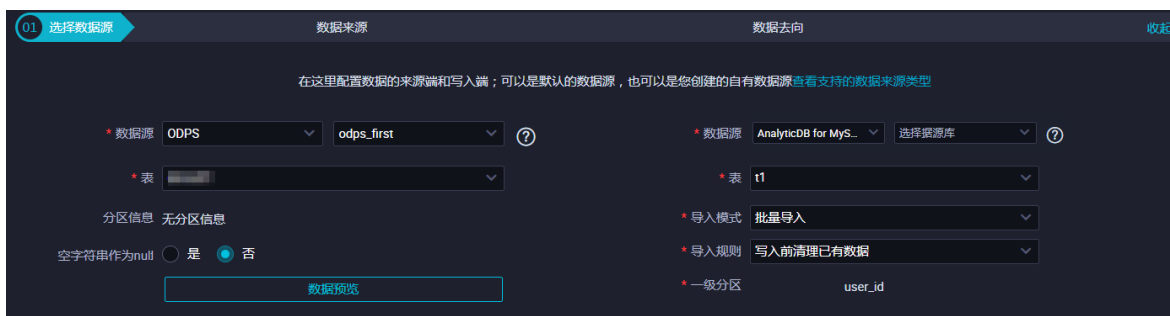 01 选择数据源 数据来源 数据去向 收起
在这里配置数据的来源端和写入端；可以是默认的数据源，也可以是您创建的自有数据源查看支持的数据来源类型
* 数据源 ODPS odps_first ? * 数据源 AnalyticDB for MyS... 选择据源库 ?
* 表 * 表 t1
分区信息 无分区信息 * 导入模式 批量导入
空字符串作为null 是 否 * 导入规则 写入前清理已有数据
数据预览 * 一级分区 user_id